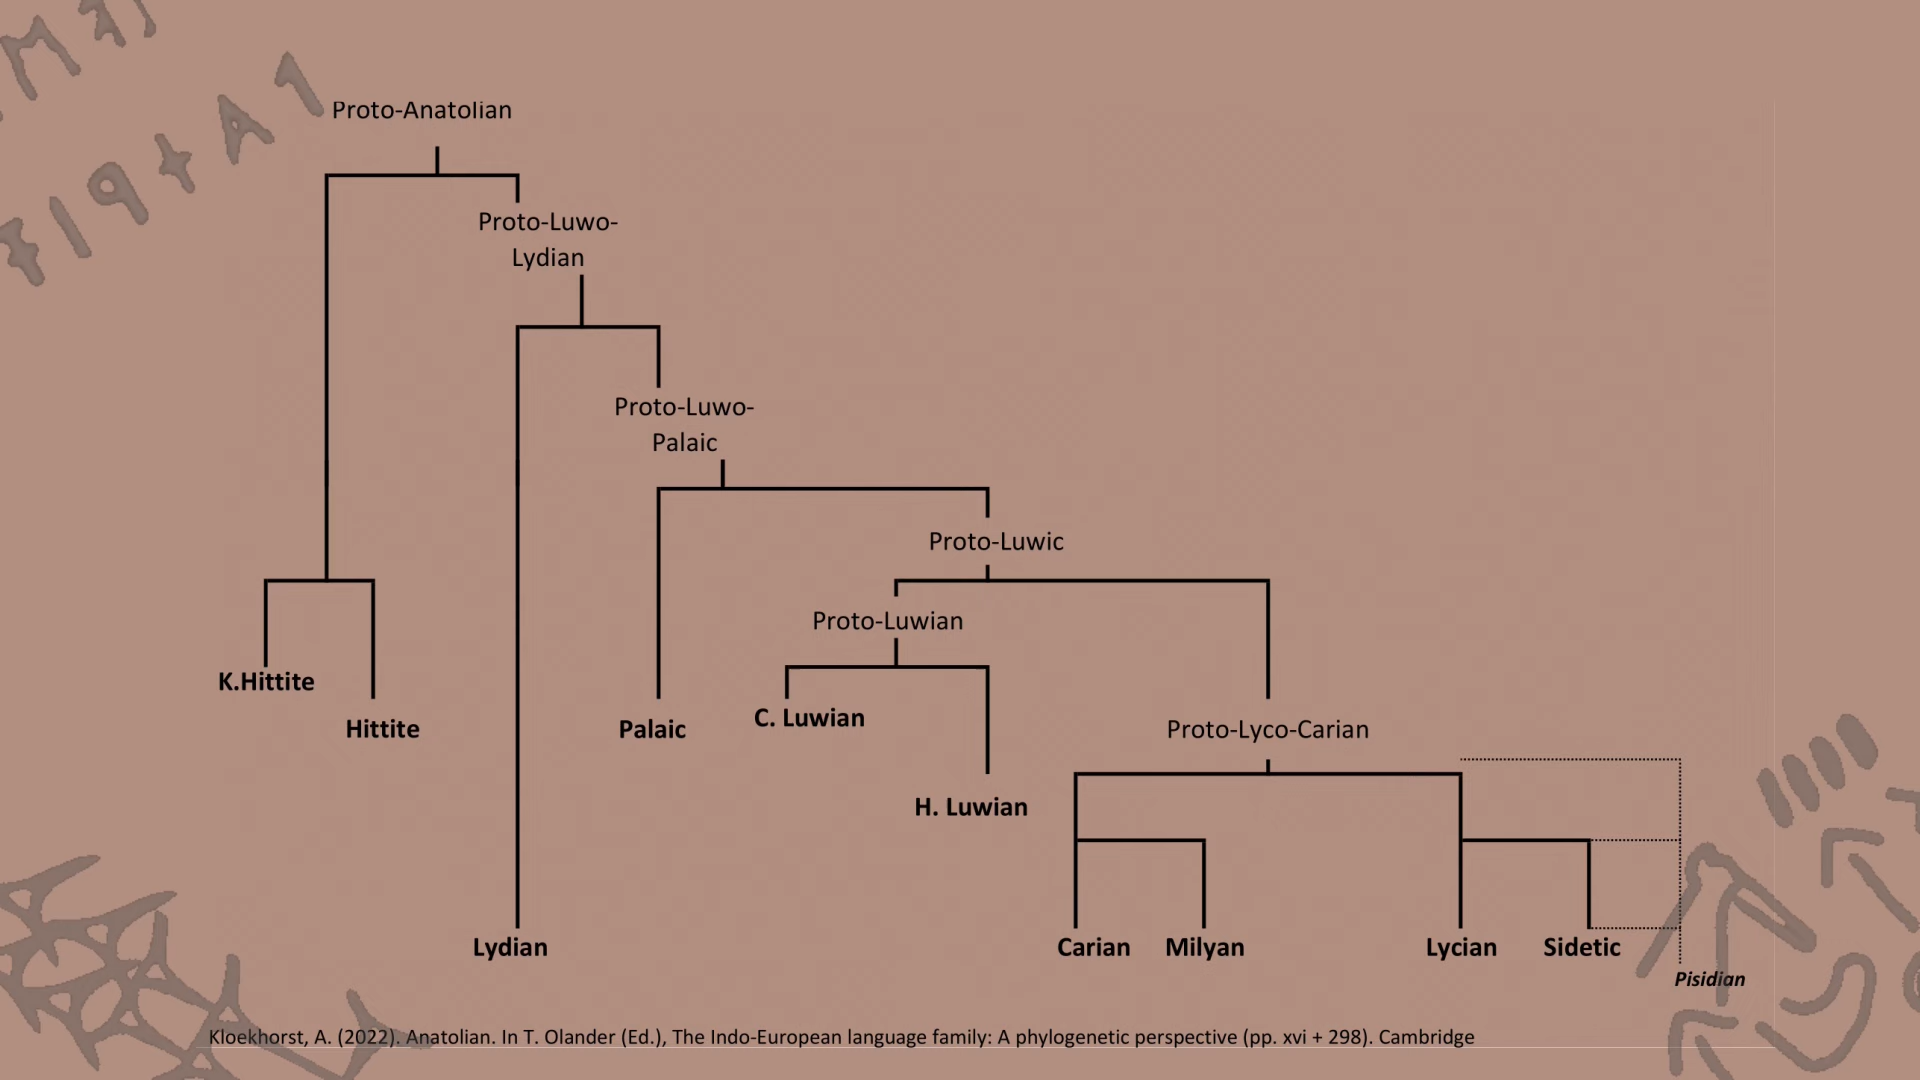 Proto-Anatolian
Proto-Luwo-
Lydian
Proto-Luwo-
Palaic
Proto-Luwic
Proto-Luwian
K.Hittite
Hittite
Palaic
C. Luwian
Proto-Lyco-Carian
H. Luwian
Lydian
Carian
Milyan
Lycian
Sidetic
Pisidian
Kloekhorst, A. (2022). Anatolian. In T. Olander (Ed.), The Indo-European language family: A phylogenetic perspective (pp. xvi + 298). Cambridge